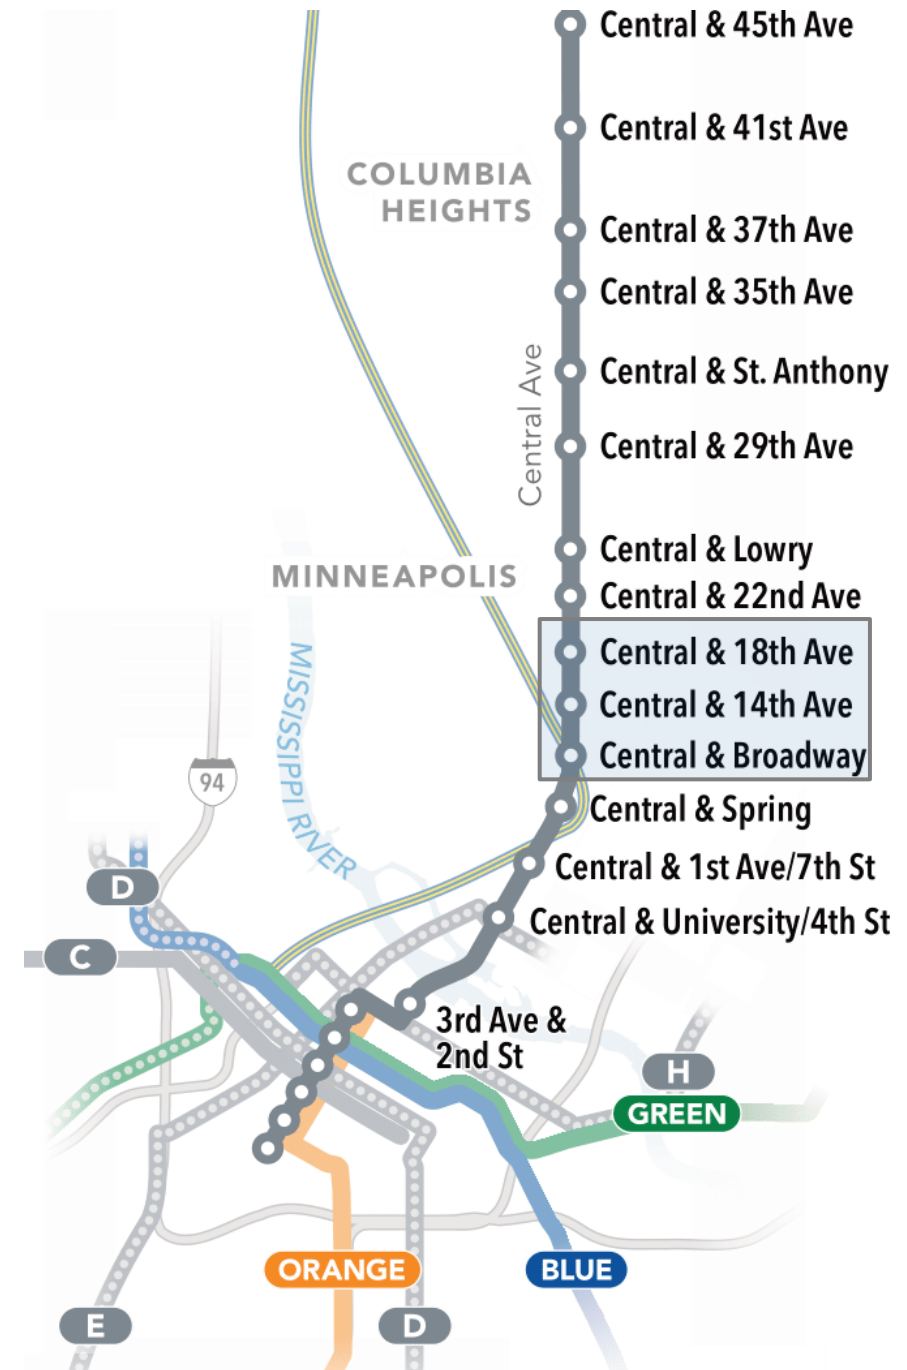 Central & 45th Ave
Central & 41st Ave
COLUMBIA
HEIGHTS
Central & 37th Ave
Central & 35th Ave
Central Ave
Central & St. Anthony
Central & 29th Ave
Central & Lowry
MINNEAPOLIS
Central & 22nd Ave
Central & 18th Ave
Central & 14th Ave
Central & Broadway
MISSISSIPPI RIVER
94
Central & Spring
Central & 1st Ave/7th St
D
Central & University/4th St
C
3rd Ave &
2nd St
H
GREEN
ORANGE
BLUE
E
D